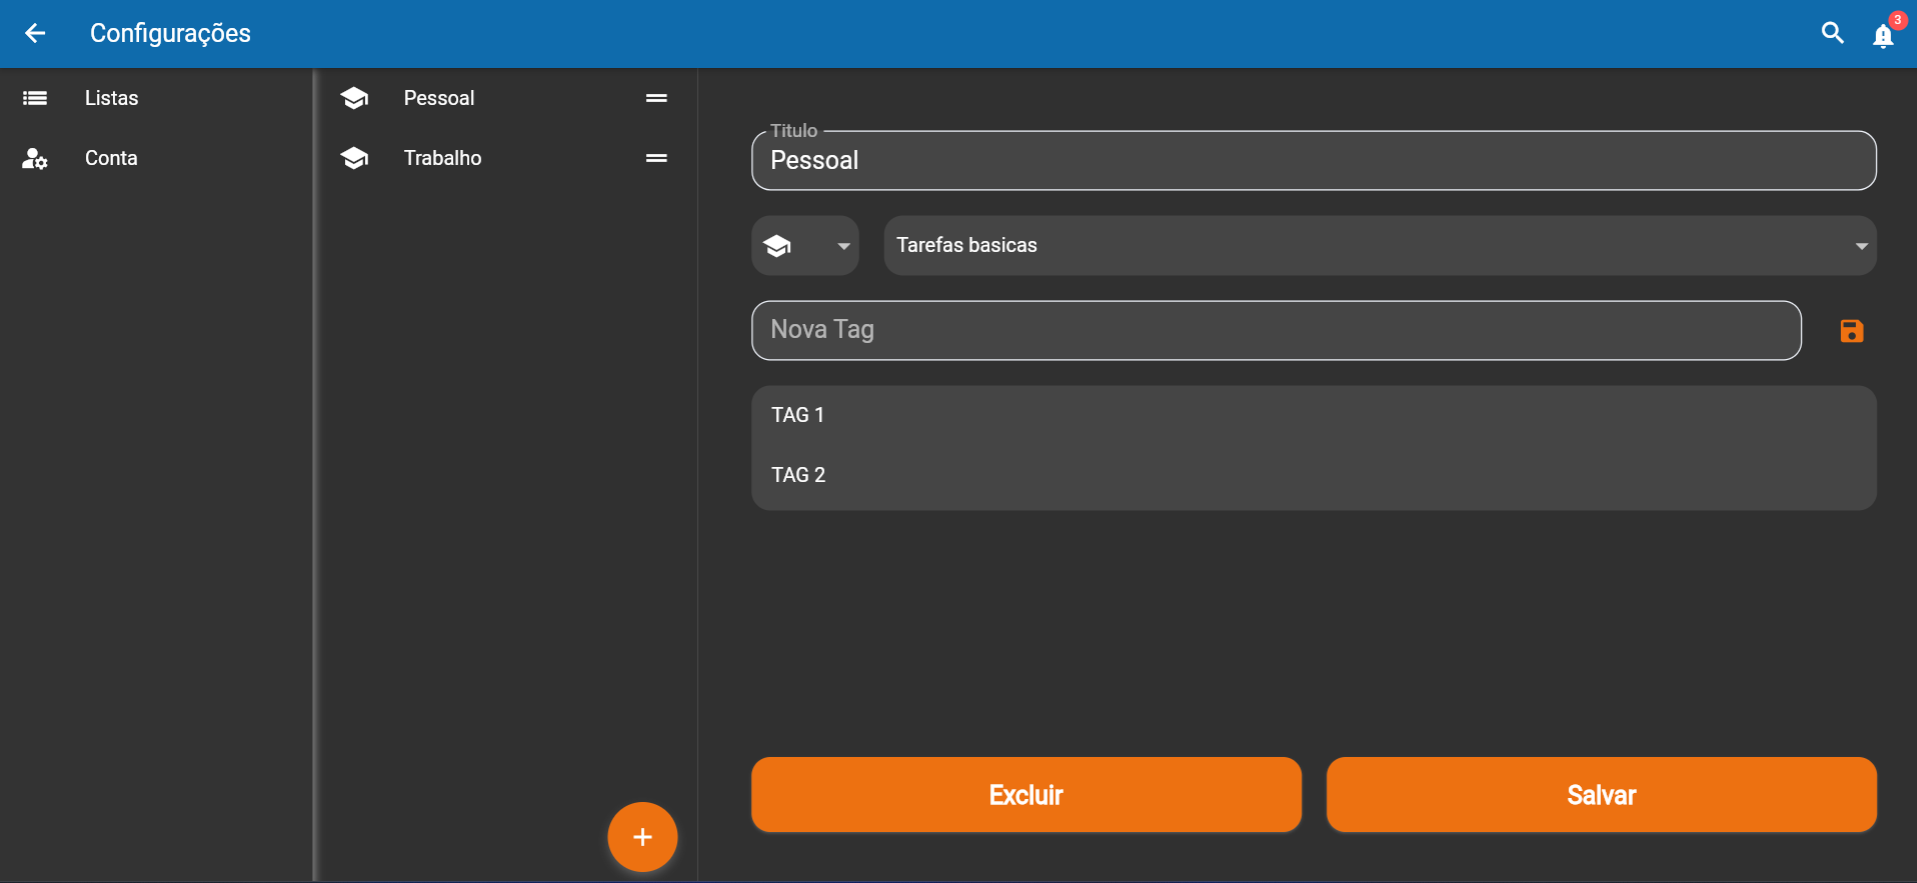 Configurações
3
Listas
Conta
Pessoal
Trabalho
Titulo
Pessoal
Tarefas basicas
Nova Tag
TAG 1
TAG 2
Excluir
Salvar